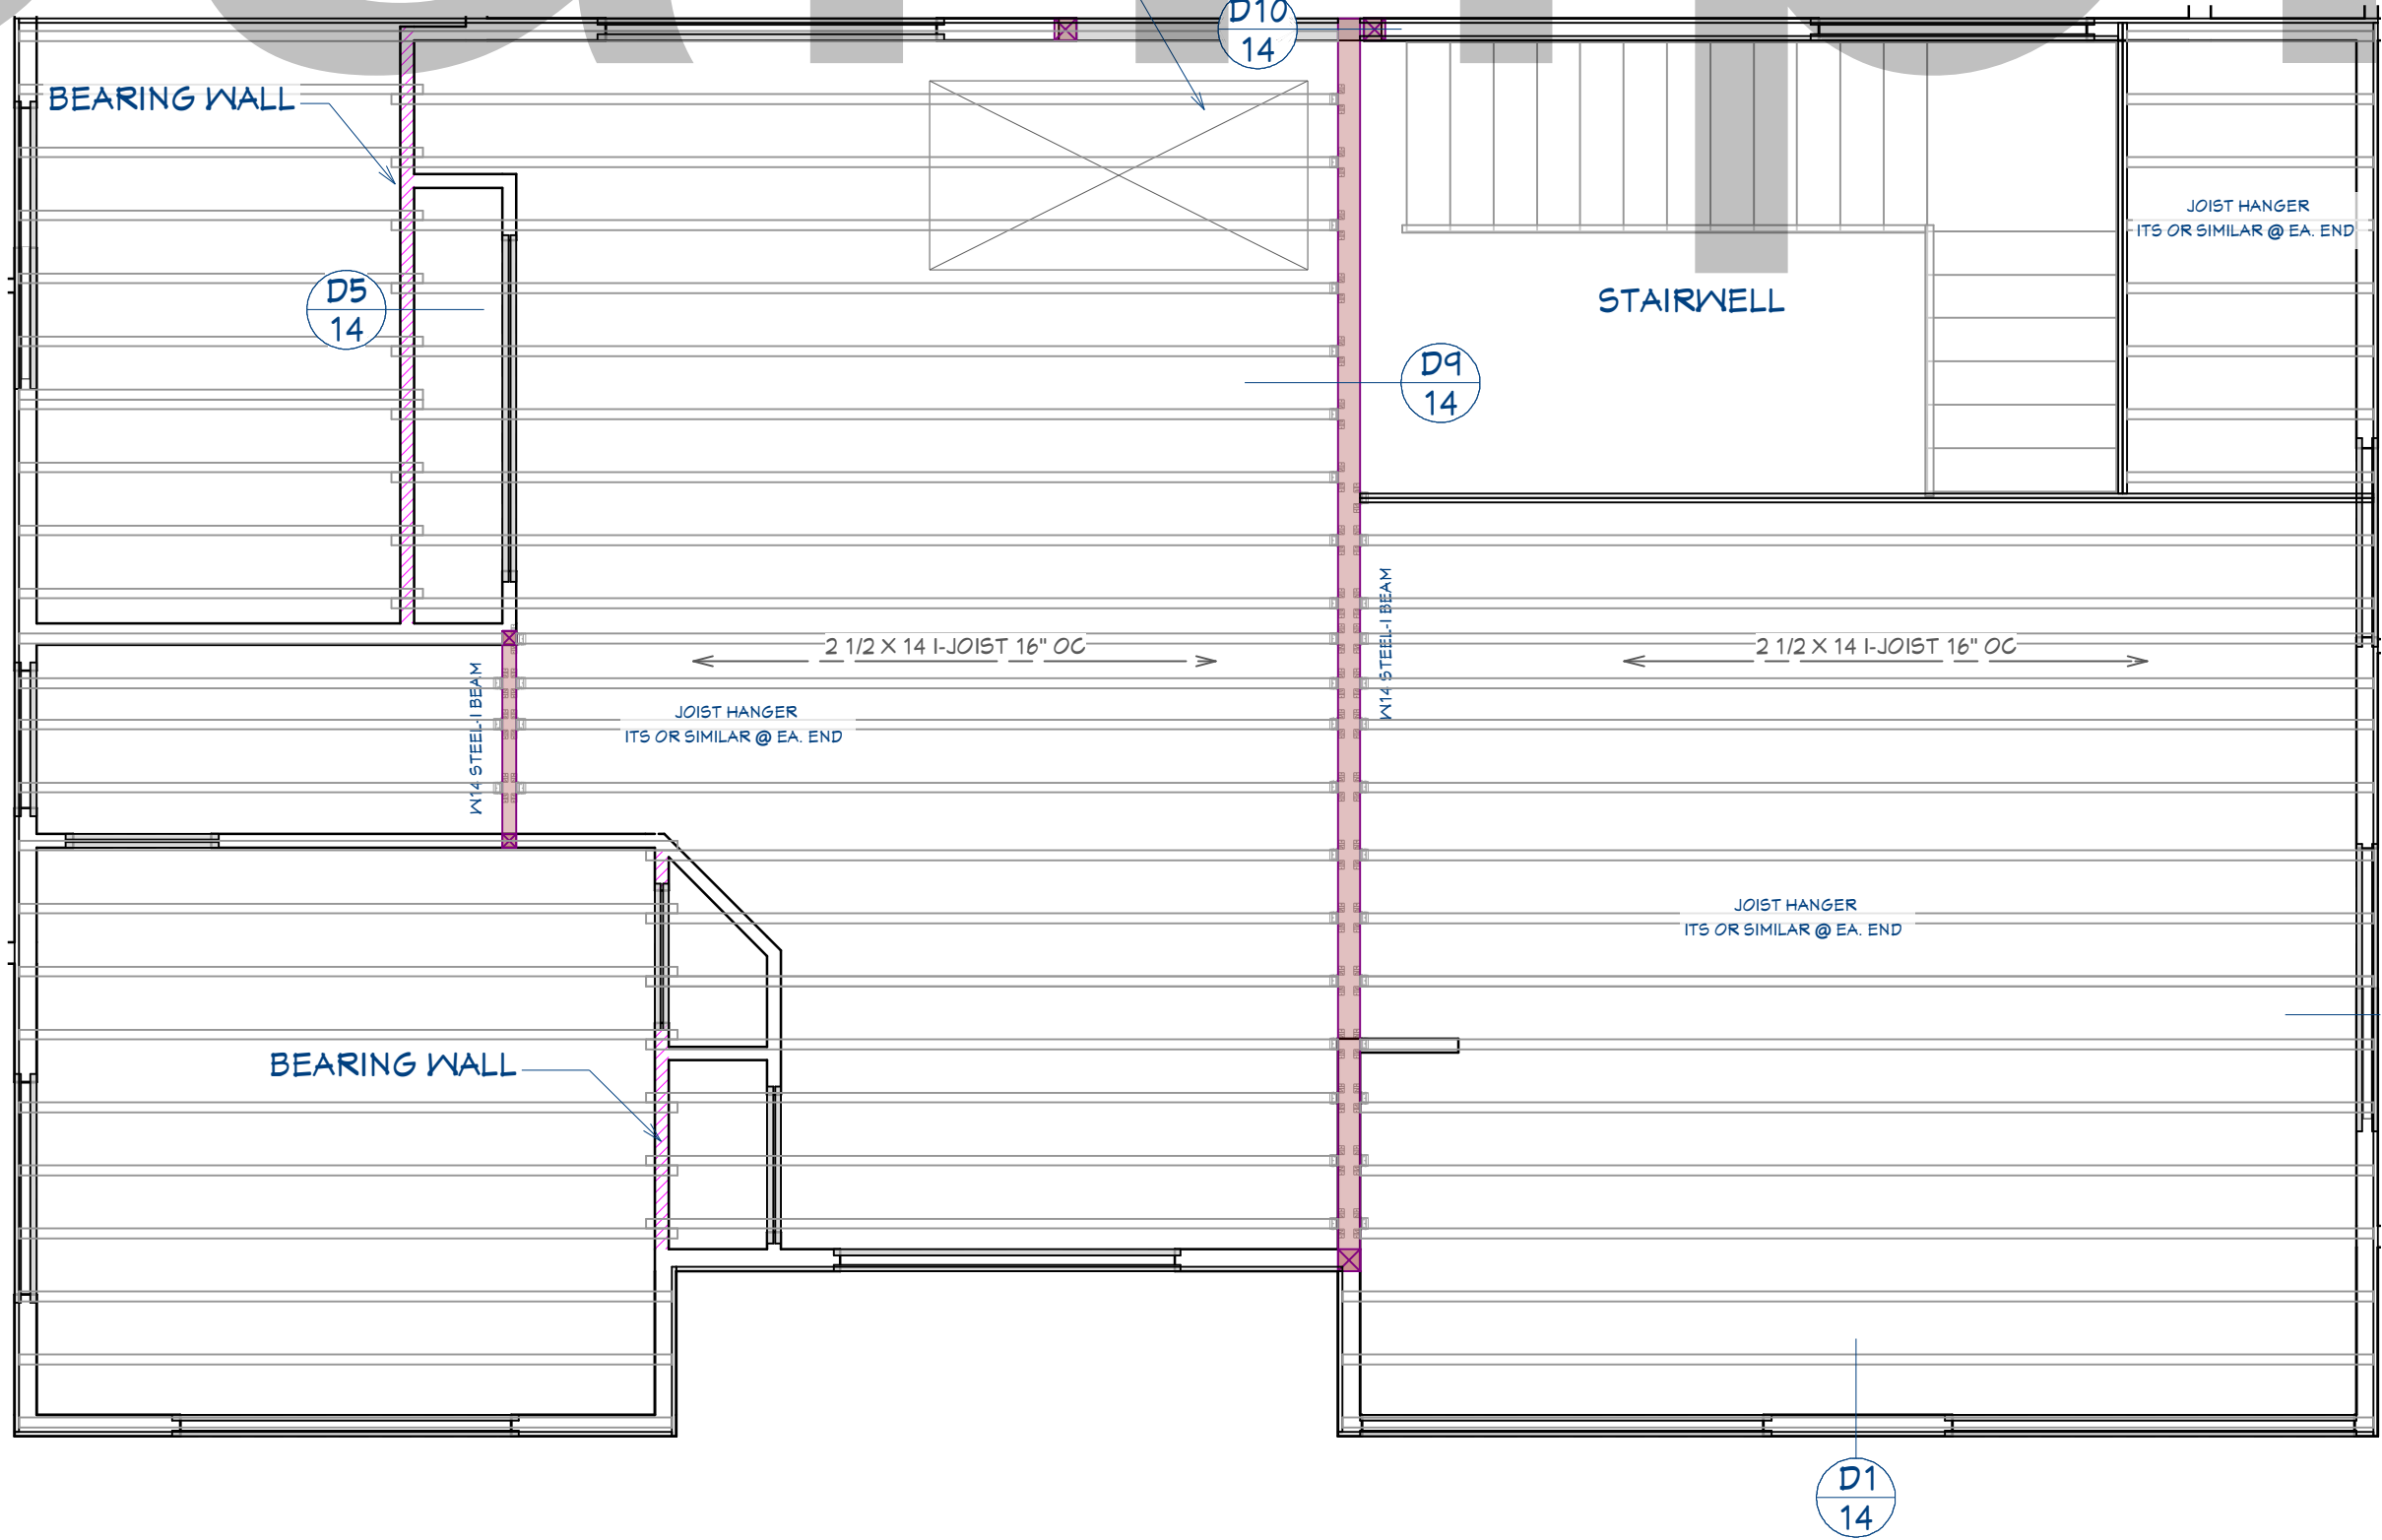 D10
14
BEARING WALL
JOIST HANGER
ITS OR SIMILAR @ EA. END
D5
14
STAIRWELL
D9
14
W14 STEEL-I BEAM
2 1/2 X 14 I-JOIST 16" OC
2 1/2 X 14 I-JOIST 16" OC
W14 STEEL-I BEAM
JOIST HANGER
ITS OR SIMILAR @ EA. END
JOIST HANGER
ITS OR SIMILAR @ EA. END
BEARING WALL
D1
14